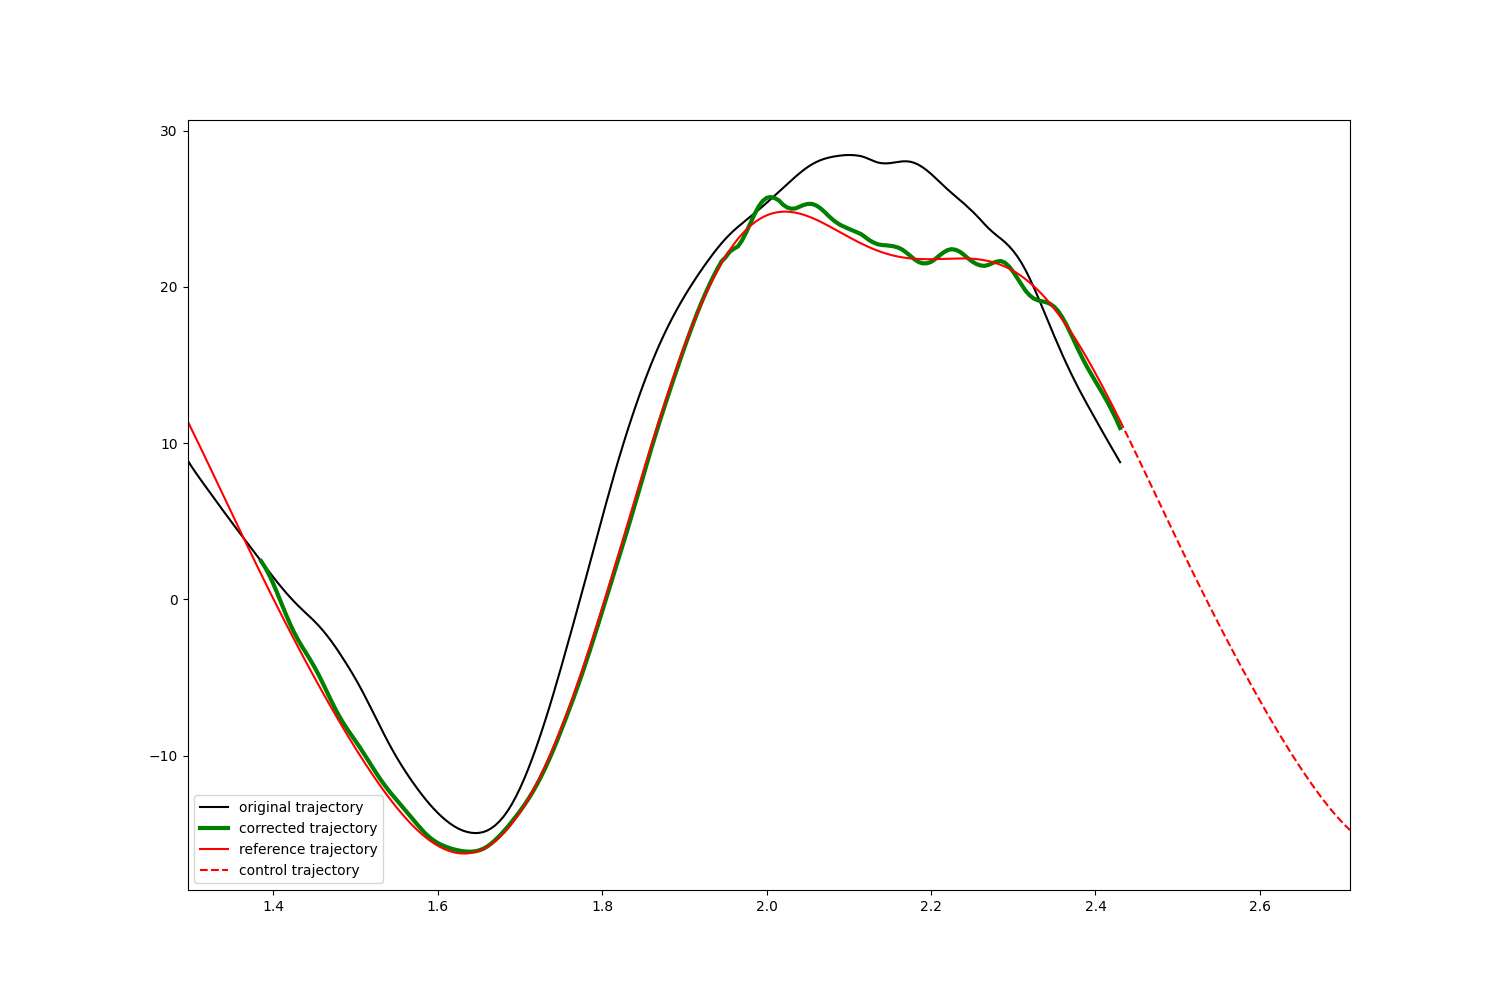 30
20
10
0
−10
original trajectory
corrected trajectory
reference trajectory
control trajectory
1.4 1.6 1.8 2.0 2.2 2.4 2.6